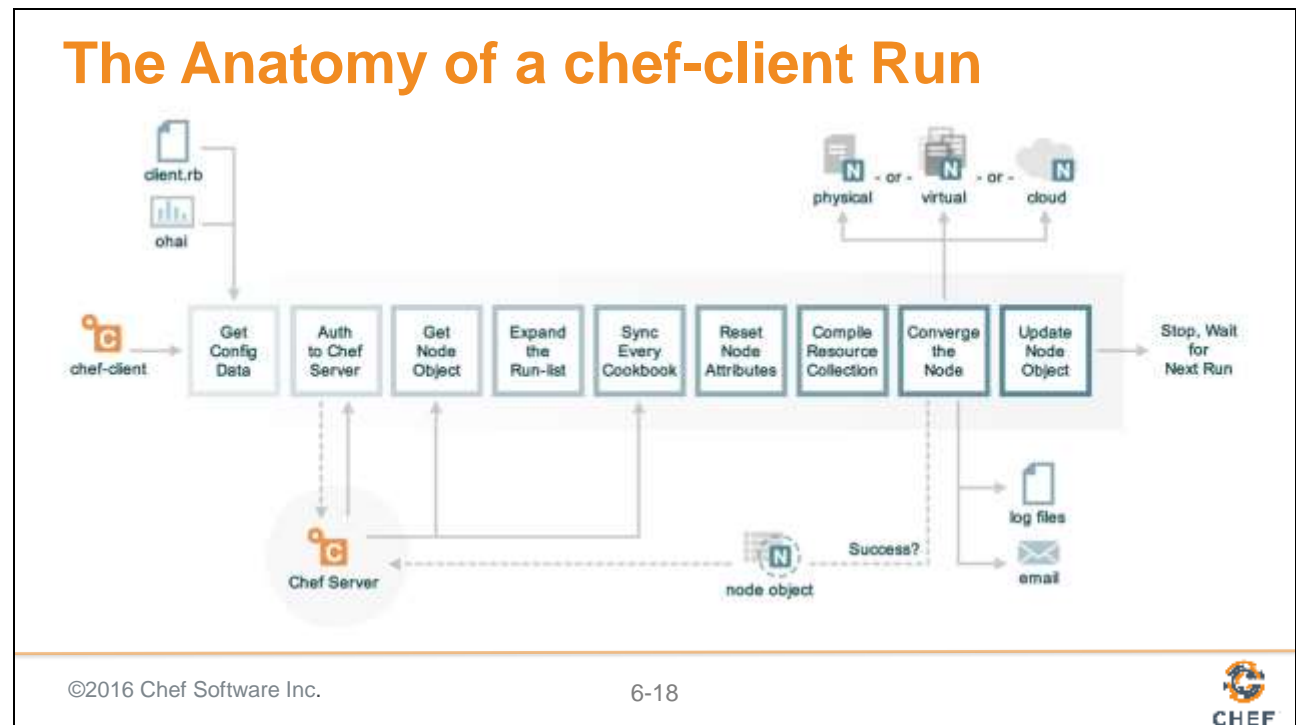 The Anatomy of a chef-client Run
client.rb
ohai
chef-client
Get
Config
Data
Auth
to Chef
Server
Get
Node
Object
Expand
the
Run-list
Sync
Every
Cookbook
Reset
Node
Attributes
Compile
Resource
Collection
Converge
the
Node
Update
Node
Object
Stop, Wait
for
Next Run
N - or - N - or - N
physical
virtual
cloud
C
C
Chef Server
N
node object
Success?
log files
email
©2016 Chef Software Inc.
6-18
CHEF